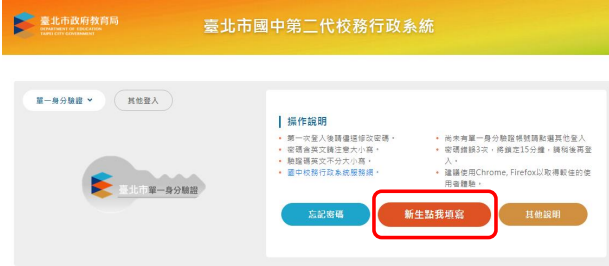 臺北市政府教育局
DEPARTMENT OF EDUCATION
TAIPEI CITY GOVERNMENT
臺北市國中第二代校務行政系統
單一身分驗證
其他登入
臺北市單一身分驗證
操作說明
第一次登入後請儘速修改密碼。
密碼含英文請注意大小寫。
驗證碼英文不分大小寫。
國中校務行政系統服務網。
尚未有單一身分驗證帳號請點選其他登入
密碼錯誤3次,將鎖定15分鐘,請稍後再登
入。
建議使用Chrome, Firefox以取得較佳的使
用者體驗。
忘記密碼
新生點我填寫
其他說明